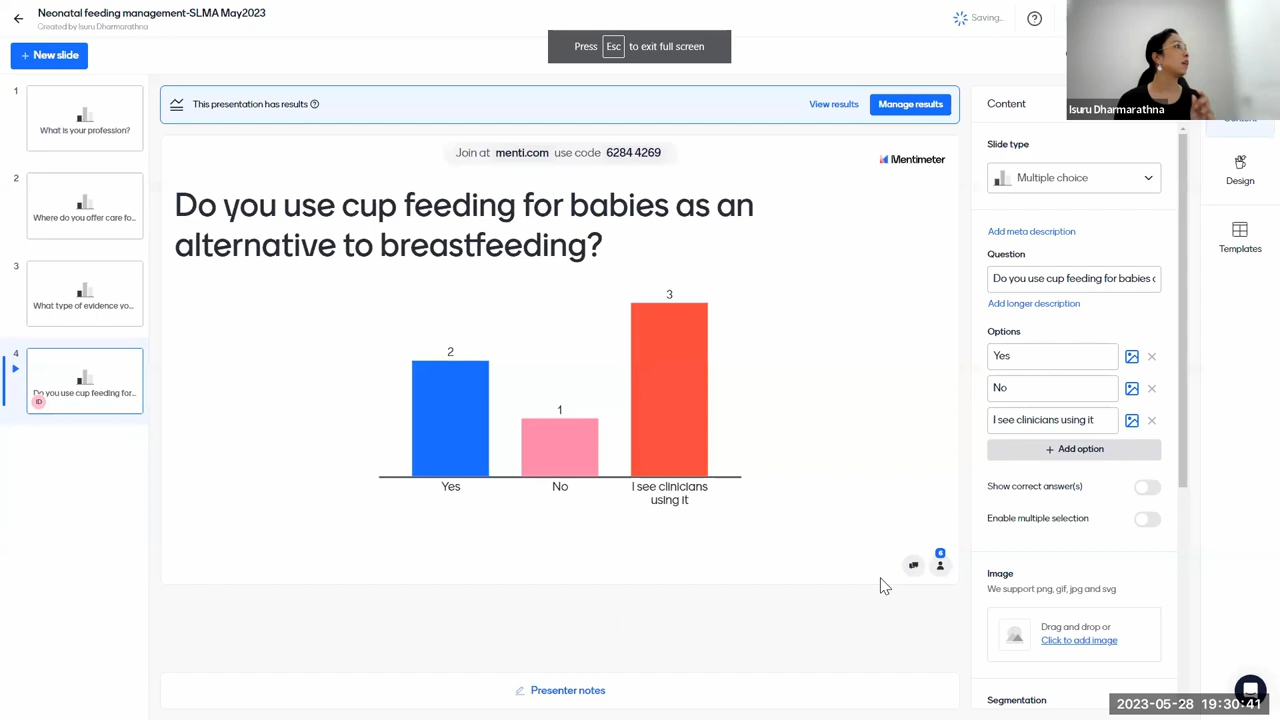 Neonatal feeding management-SLMA May2023
Created by Isuru Dharmarathna
Saving...
Press Esc to exit full screen
+ New slide
This presentation has results
View results
Manage results
Join at menti.com use code 6284 4269
Mentimeter
Do you use cup feeding for babies as an
alternative to breastfeeding?
2
1
3
Yes
No
I see clinicians
using it
Presenter notes
1
What is your profession?
2
Where do you offer care fo...
3
What type of evidence yo...
4
Do you use cup feeding for...
ID
6
Content
Slide type
Multiple choice
Add meta description
Question
Do you use cup feeding for babies
Add longer description
Options
Yes
No
I see clinicians using it
+ Add option
Show correct answer(s)
Enable multiple selection
Image
We support png, gif, jpg and svg
Drag and drop or
Click to add image
Segmentation
Isuru Dharmarathna
Design
Templates
2023-05-28 19:30:41